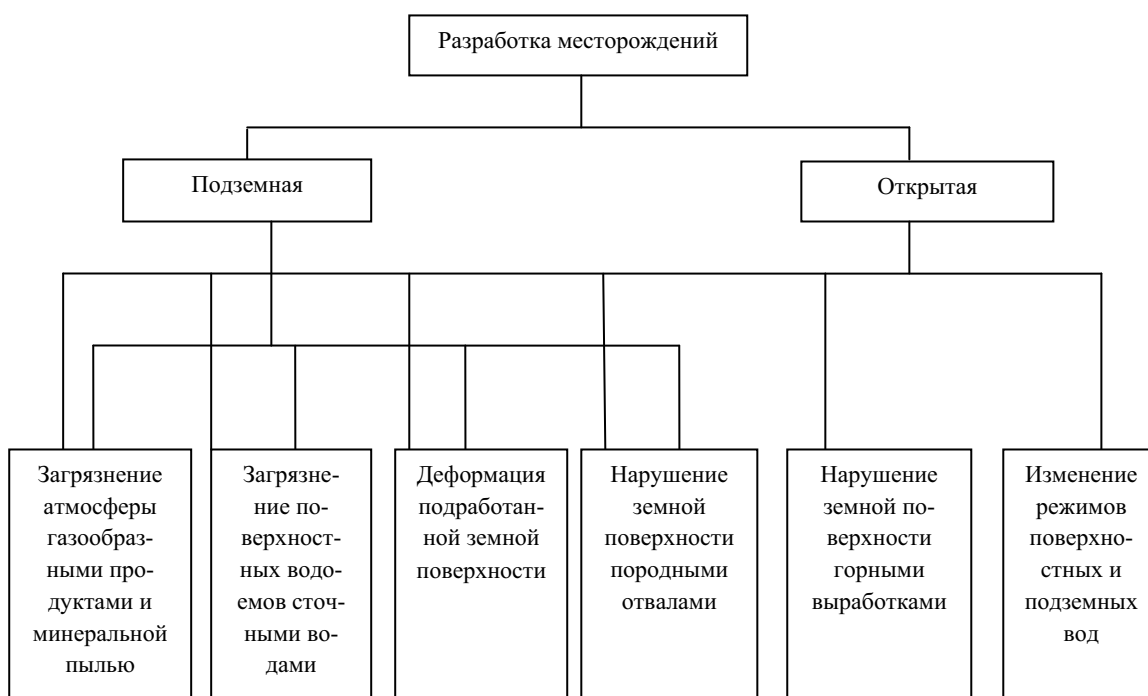 Разработка месторождений
Подземная
Открытая
Загрязнение
атмосферы
газообраз-
ными про-
дуктами и
минеральной
пылью
Загрязне-
ние по-
верхност-
ных водо-
емов сточ-
ными во-
дами
Деформация
подработан-
ной земной
поверхности
Нарушение
земной
поверхности
породными
отвалами
Нарушение
земной по-
верхности
горными
выработками
Изменение
режимов
поверхно-
стных и
подземных
вод